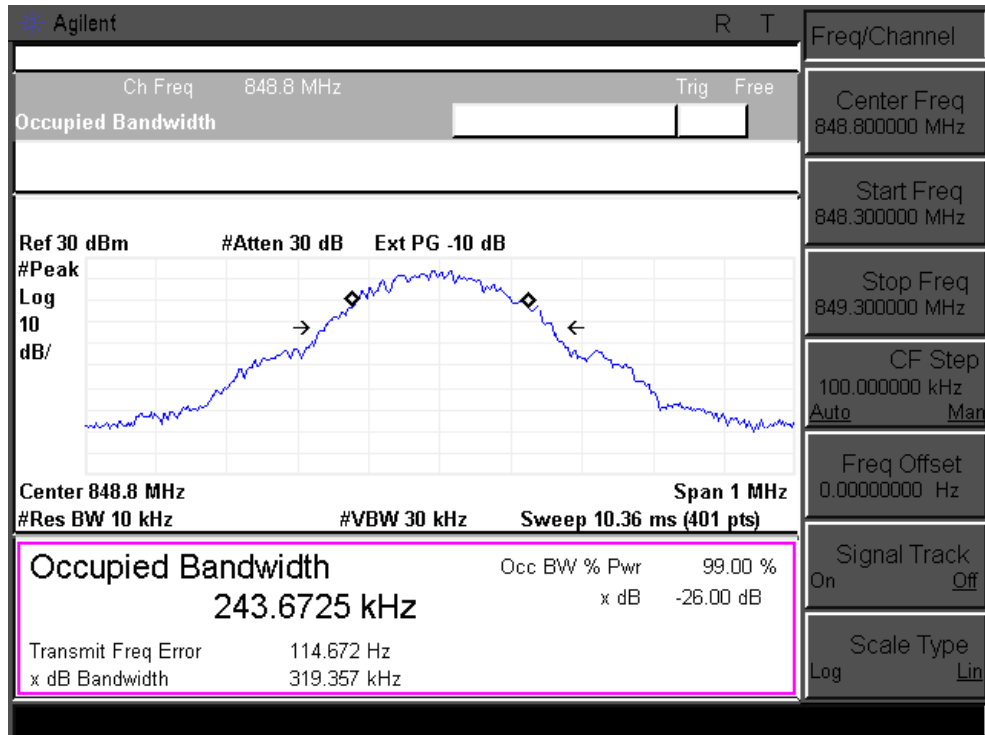 Agilent R T
Ch Freq 848.8 MHz Trig Free
Occupied Bandwidth
Ref 30 dBm #Atten 30 dB Ext PG -10 dB
#Peak
Log
10
dB/
Center 848.8 MHz Span 1 MHz
#Res BW 10 kHz #VBW 30 kHz Sweep 10.36 ms (401 pts)
Occupied Bandwidth
243.6725 kHz
Occ BW % Pwr 99.00 %
x dB -26.00 dB
Transmit Freq Error 114.672 Hz
x dB Bandwidth 319.357 kHz
Freq/Channel
Center Freq
848.800000 MHz
Start Freq
848.300000 MHz
Stop Freq
849.300000 MHz
CF Step
100.000000 kHz
Auto Man
Freq Offset
0.00000000 Hz
Signal Track
On Off
Scale Type
Log Lin